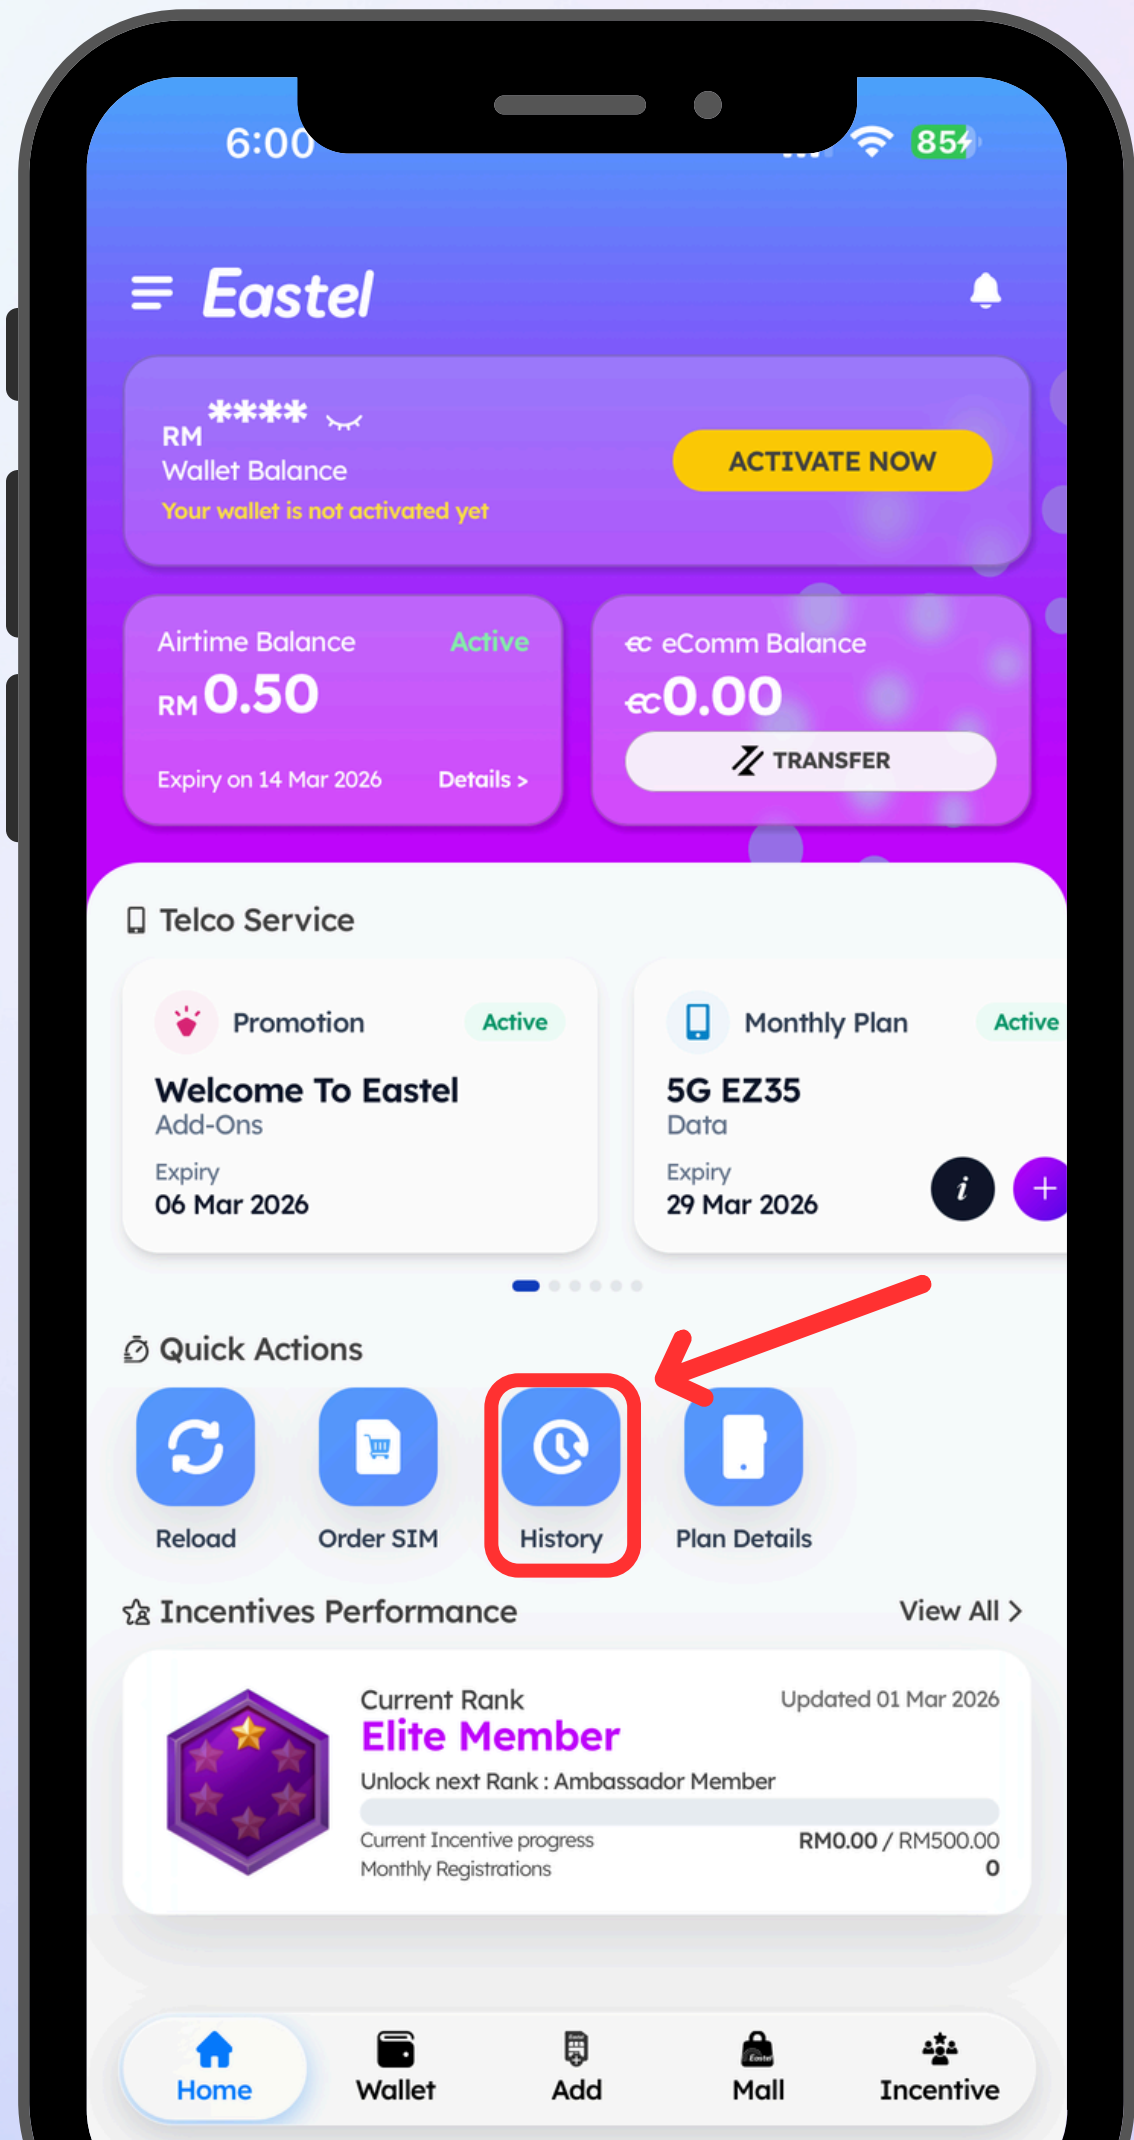 6:00
85
Eastel
RM ****
Wallet Balance
Your wallet is not activated yet
ACTIVATE NOW
Airtime Balance Active
RM 0.50
Expiry on 14 Mar 2026 Details >
eC eComm Balance
eC 0.00
TRANSFER
Telco Service
Promotion Active
Welcome To Eastel
Add-Ons
Expiry
06 Mar 2026
Monthly Plan Active
5G EZ35
Data
Expiry
29 Mar 2026
i +
Quick Actions
Reload
Order SIM
History
Plan Details
Incentives Performance View All >
Current Rank Updated 01 Mar 2026
Elite Member
Unlock next Rank : Ambassador Member
Current Incentive progress RM0.00 / RM500.00
Monthly Registrations 0
Home
Wallet
Add
Eastel
Mall
Incentive